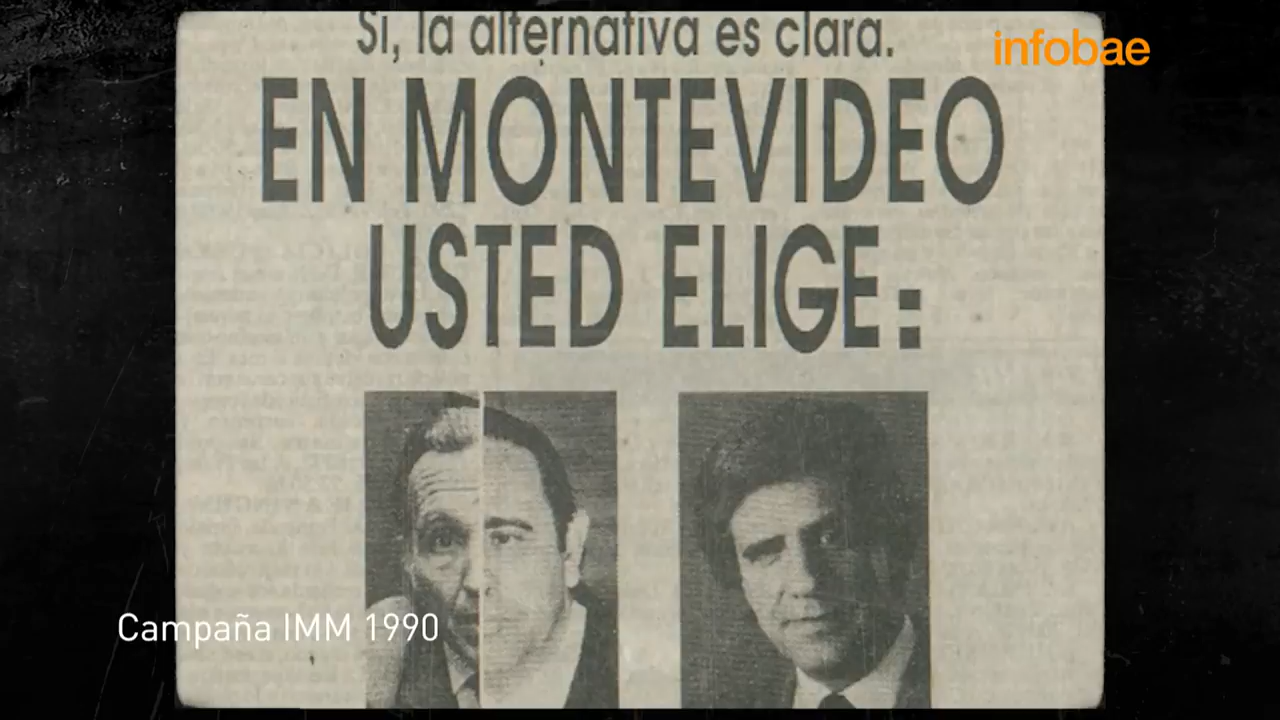 Sí, la alternativa es clara.
infobae
EN MONTEVIDEO
USTED ELIGE:
Campaña IMM 1990